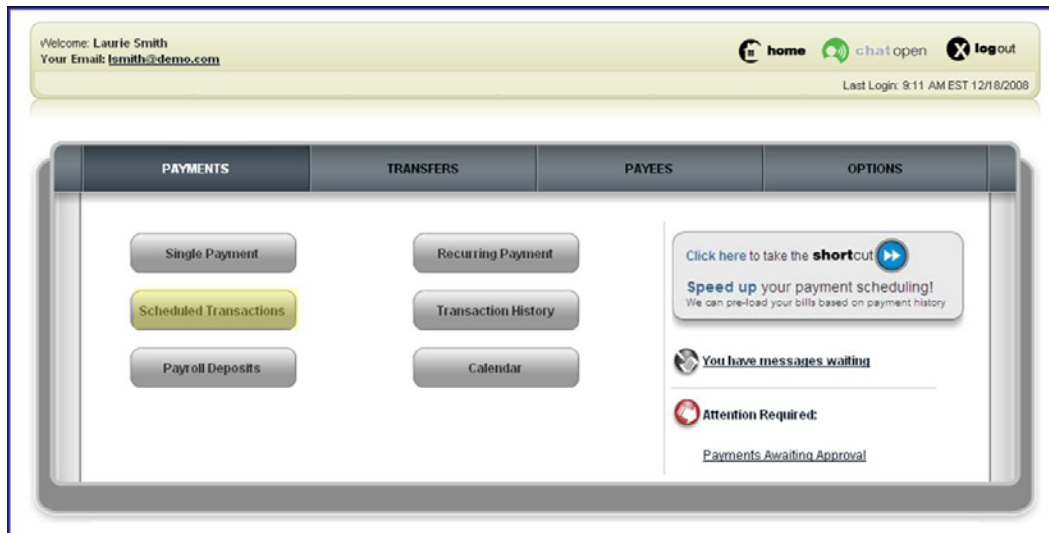 Welcome: Laurie Smith
Your Email: lsmith@demo.com
home
chat open
logout
Last Login: 9:11 AM EST 12/18/2008
PAYMENTS TRANSFERS PAYEES OPTIONS
Single Payment
Recurring Payment
Scheduled Transactions
Transaction History
Payroll Deposits
Calendar
Click here to take the shortcut
Speed up your payment scheduling!
We can pre-load your bills based on payment history
You have messages waiting
Attention Required:
Payments Awaiting Approval